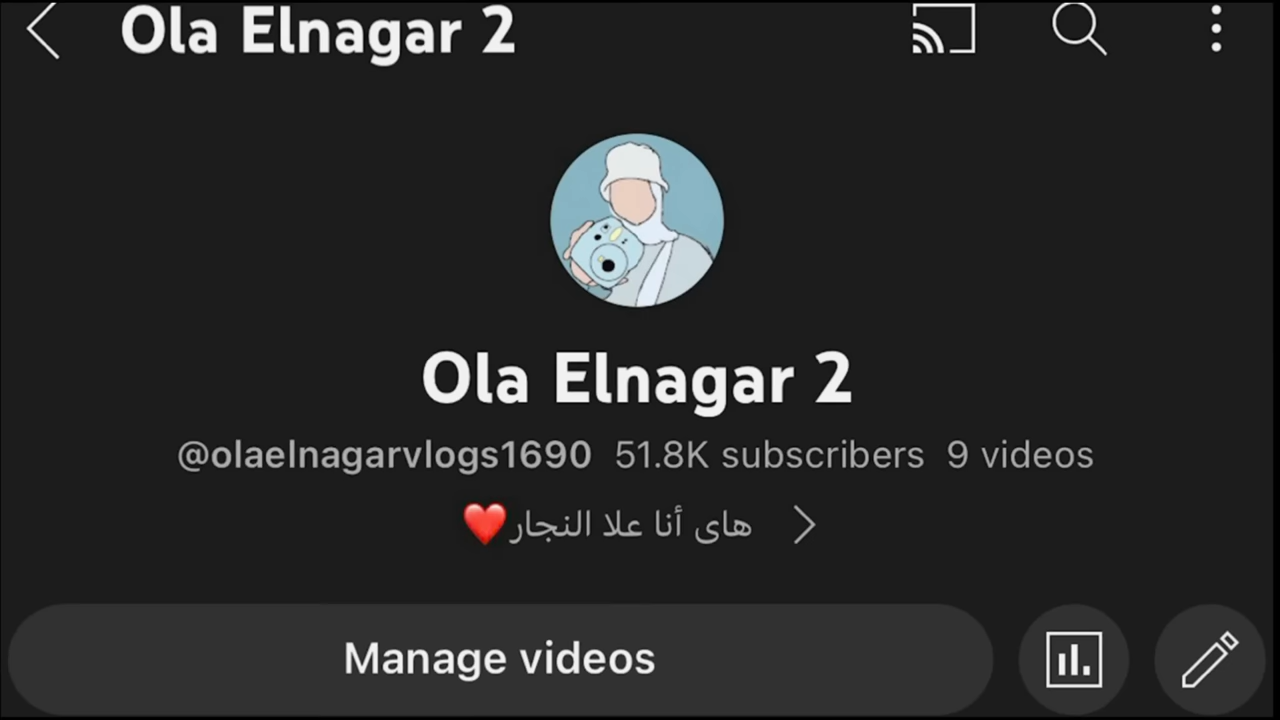 Ola Elnagar 2
Ola Elnagar 2
@olaelnagarvlogs1690 51.8K subscribers 9 videos
هاى أنا علا النجار❤️
Manage videos